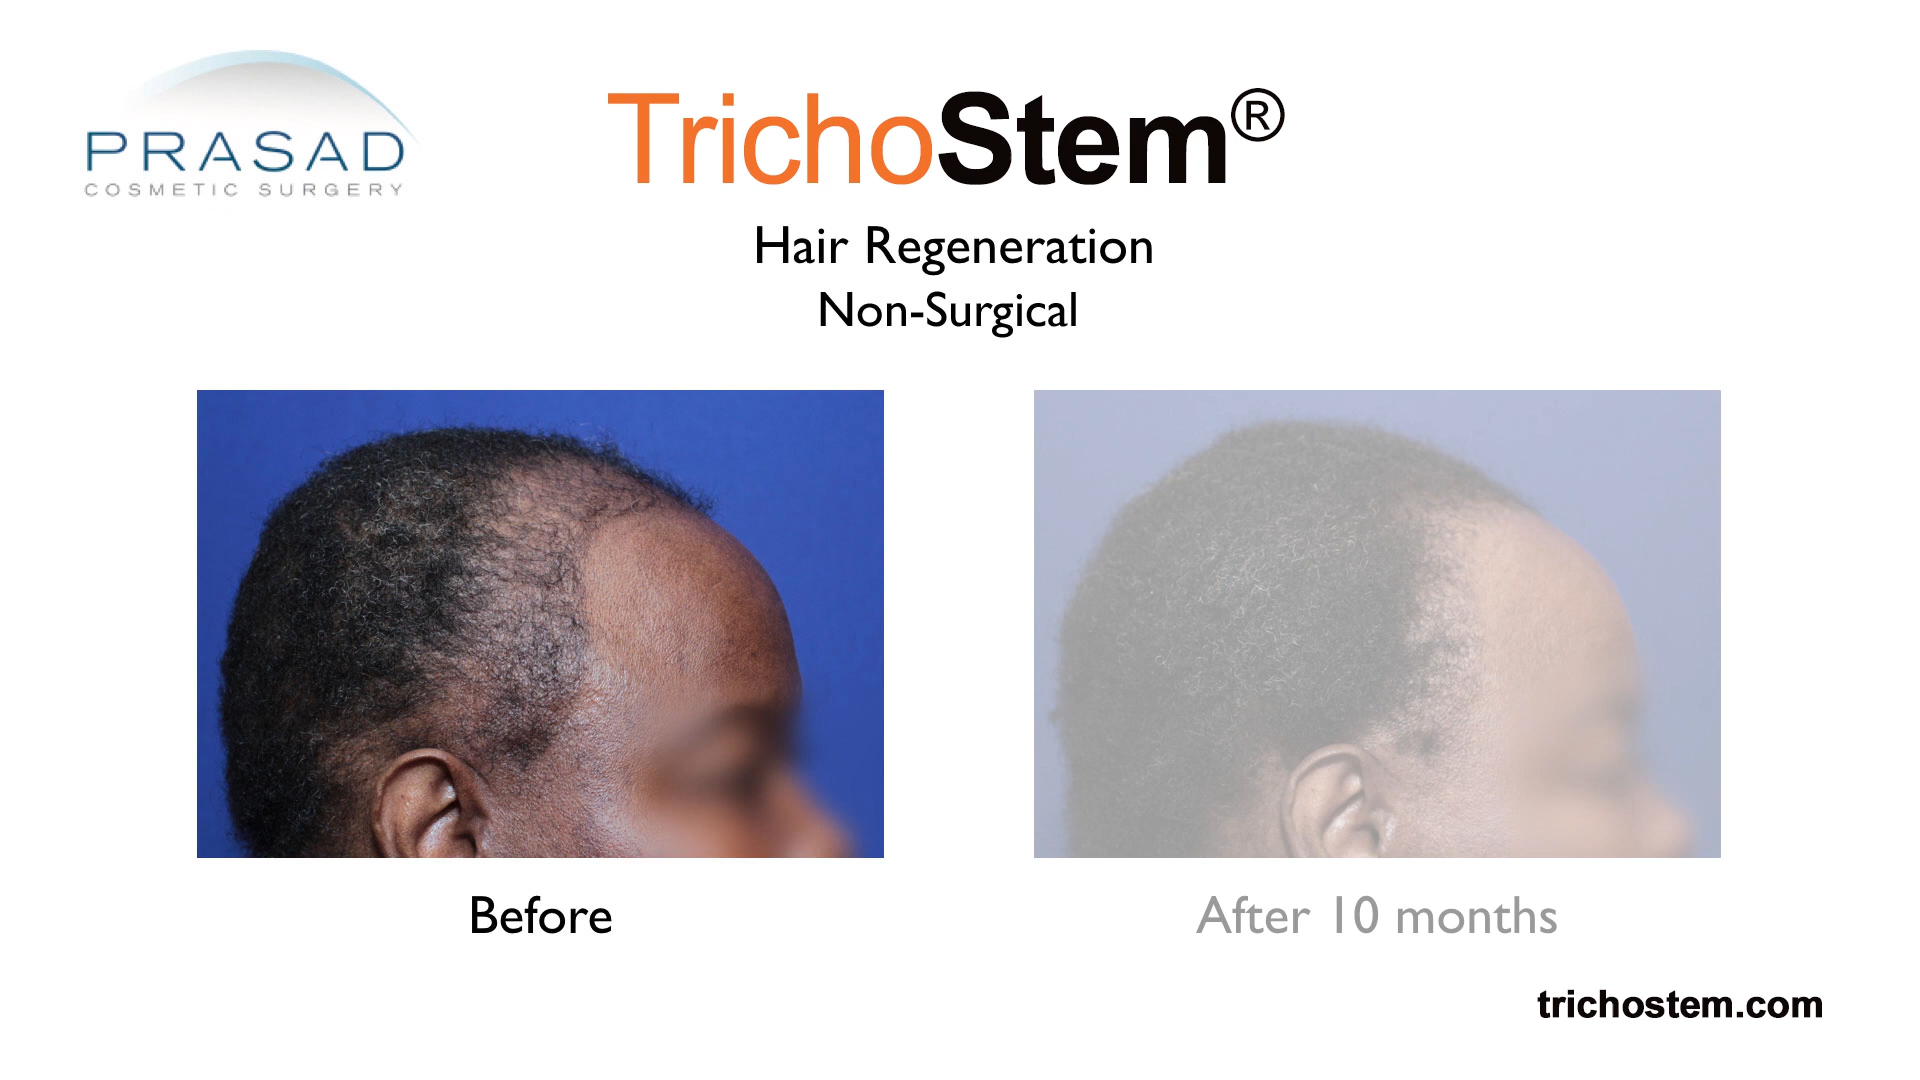 PRASAD
COSMETIC SURGERY
TrichoStem®
Hair Regeneration
Non-Surgical
Before
After 10 months
trichostem.com